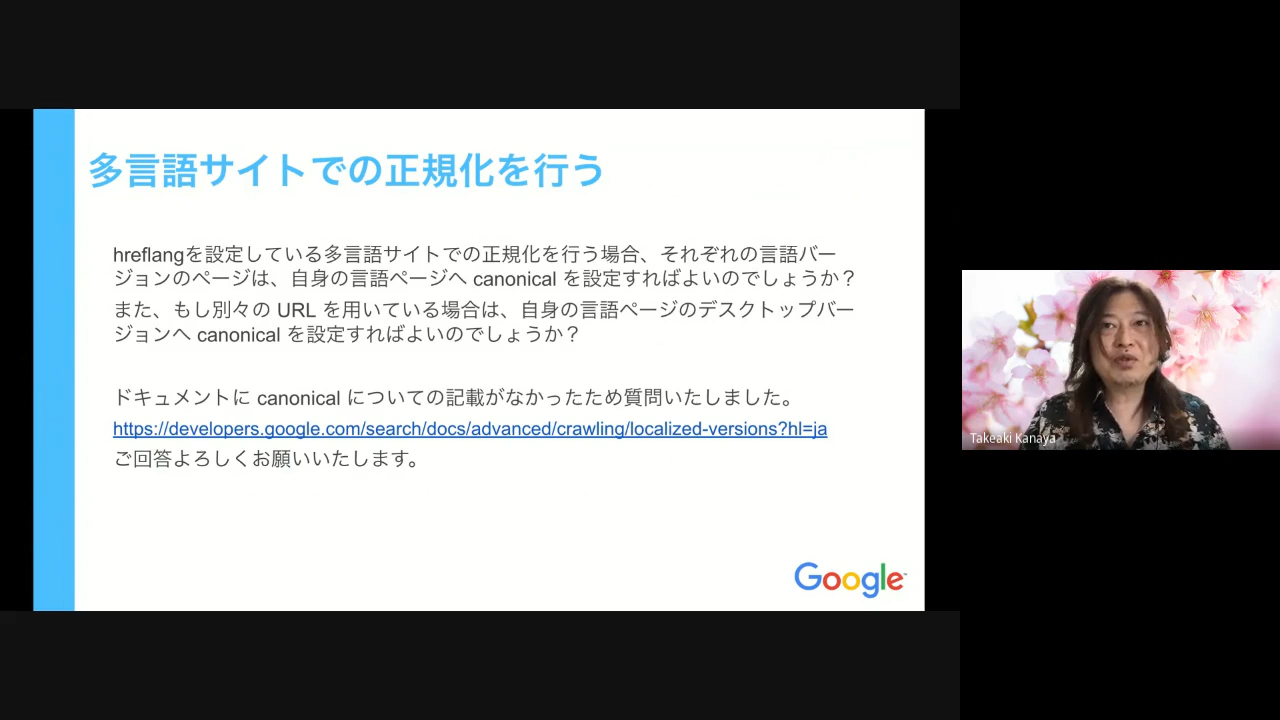 多言語サイトでの正規化を行う
hreflangを設定している多言語サイトでの正規化を行う場合、それぞれの言語バー
ジョンのページは、自身の言語ページへ canonical を設定すればよいのでしょうか？
また、もし別々の URL を用いている場合は、自身の言語ページのデスクトップバー
ジョンへ canonical を設定すればよいのでしょうか？
ドキュメントに canonical についての記載がなかったため質問いたしました。
https://developers.google.com/search/docs/advanced/crawling/localized-versions?hl=ja
ご回答よろしくお願いいたします。
Google
Takeaki Kanaya